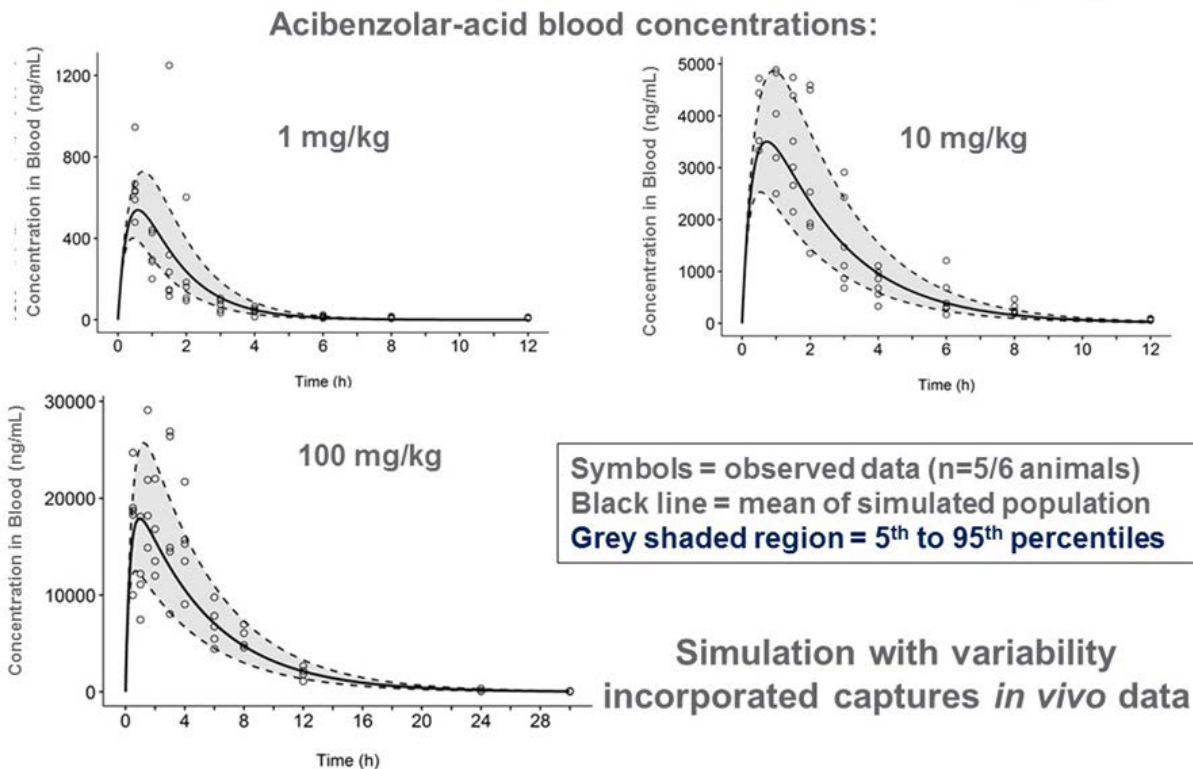 Acibenzolar-acid blood concentrations:
Concentration in Blood (ng/mL)
1200
800
400
0
1 mg/kg
0 2 4 6 8 10 12
Time (h)
Concentration in Blood (ng/mL)
5000
4000
3000
2000
1000
0
10 mg/kg
0 2 4 6 8 10 12
Time (h)
Concentration in Blood (ng/mL)
30000
20000
10000
0
100 mg/kg
0 4 8 12 16 20 24 28
Time (h)
Symbols = observed data (n=5/6 animals)
Black line = mean of simulated population
Grey shaded region = 5th to 95th percentiles
Simulation with variability
incorporated captures in vivo data